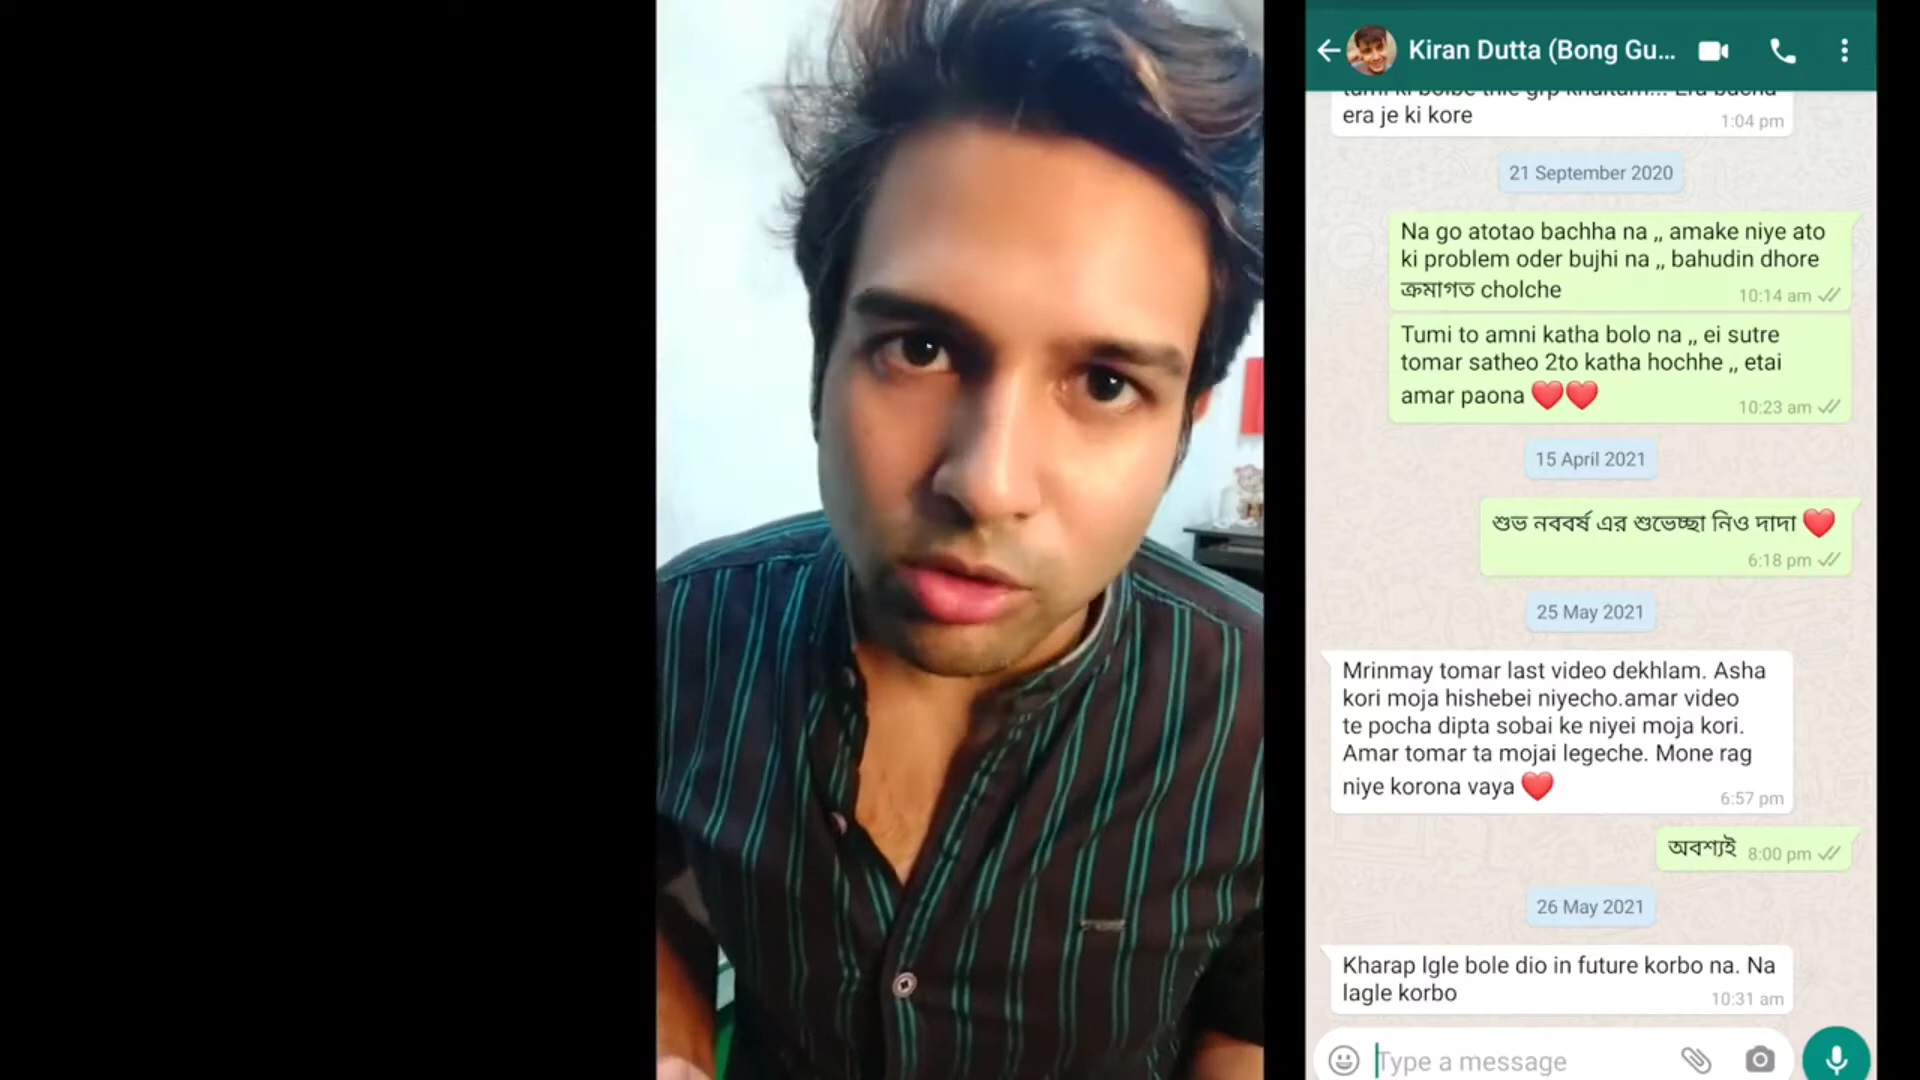 Kiran Dutta (Bong Gu...
tumi ki bolbe
era je ki kore
1:04 pm
21 September 2020
Na go atotao bachha na ,, amake niye ato
ki problem oder bujhi na ,, bahudin dhore
ক্রমাগত cholche
10:14 am
Tumi to amni katha bolo na ,, ei sutre
tomar satheo 2to katha hochhe ,, etai
amar paona ❤️❤️
10:23 am
15 April 2021
শুভ নববর্ষ এর শুভেচ্ছা নিও দাদা ❤️
6:18 pm
25 May 2021
Mrinmay tomar last video dekhlam. Asha
kori moja hishebei niyecho.amar video
te pocha dipta sobai ke niyei moja kori.
Amar tomar ta mojai legeche. Mone rag
niye korona vaya ❤️
6:57 pm
অবশ্যই 8:00 pm
26 May 2021
Kharap lgle bole dio in future korbo na. Na
lagle korbo
10:31 am
Type a message